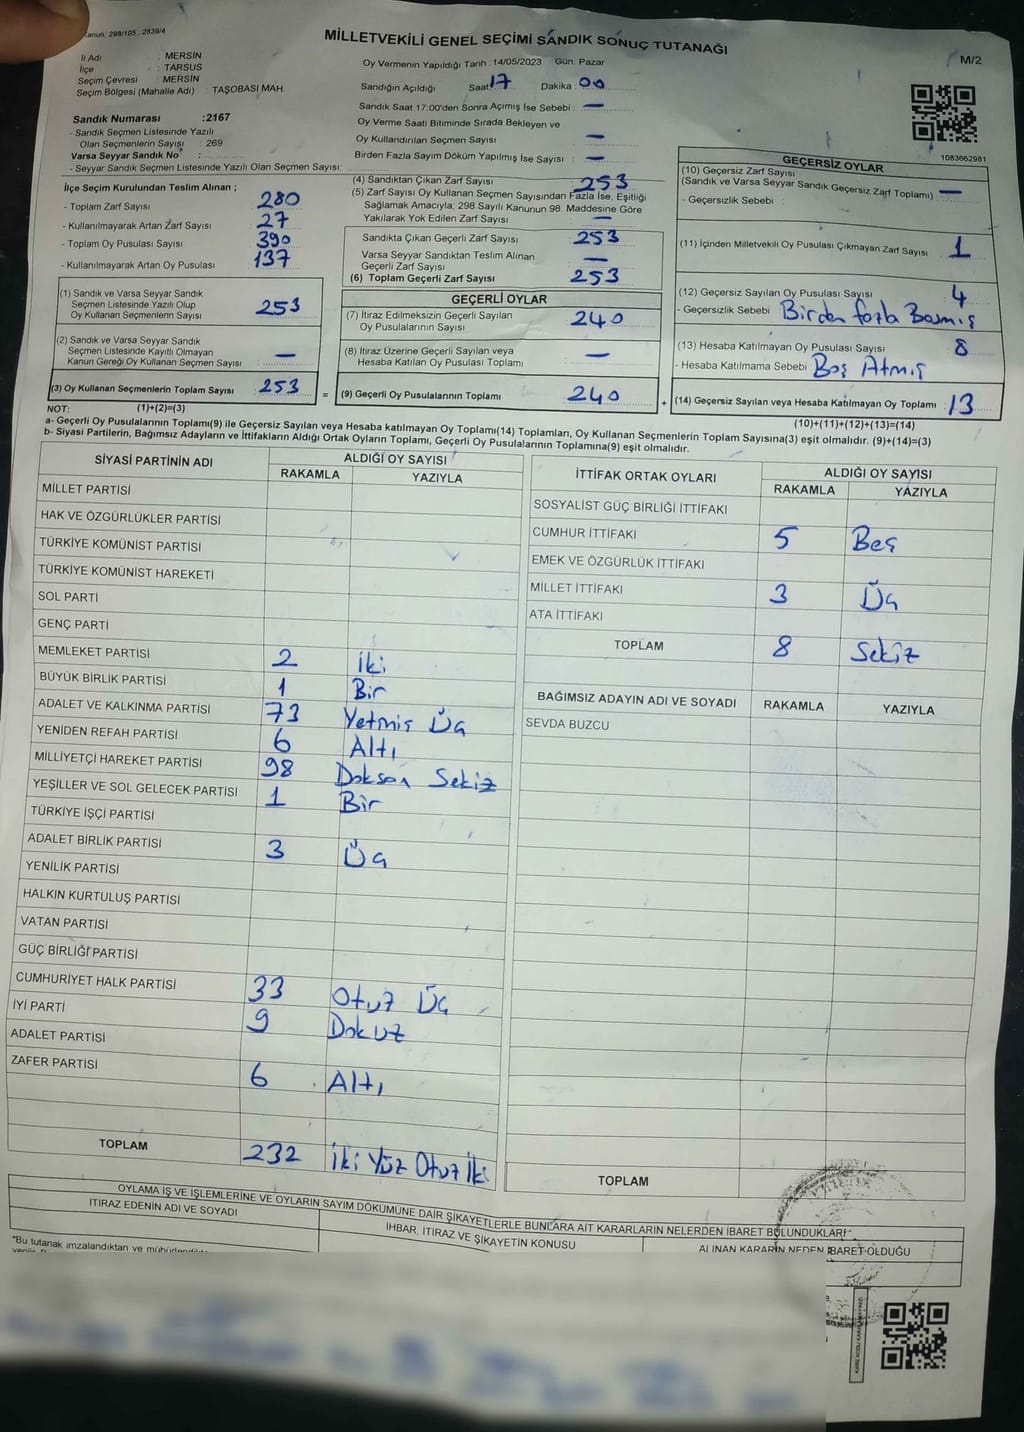 Kanun: 298/105, 2839/4
MİLLETVEKİLİ GENEL SEÇİMİ SANDIK SONUÇ TUTANAĞI
M/2
İl Adı : MERSİN
İlçe : TARSUS
Seçim Çevresi : MERSİN
Seçim Bölgesi (Mahalle Adı) : TAŞOBASI MAH.
Sandık Numarası :2167
- Sandık Seçmen Listesinde Yazılı
Olan Seçmenlerin Sayısı : 269
Varsa Seyyar Sandık No :
- Seyyar Sandık Seçmen Listesinde Yazılı Olan Seçmen Sayısı:
Oy Vermenin Yapıldığı Tarih :14/05/2023 Gün: Pazar
Sandığın Açıldığı Saat: 17 Dakika : 00
Sandık Saat 17:00'den Sonra Açımış İse Sebebi : —
Oy Verme Saati Bitiminde Sırada Bekleyen ve
Oy Kullandırılan Seçmen Sayısı : —
Birden Fazla Sayım Döküm Yapılmış İse Sayısı : —
İlçe Seçim Kurulundan Teslim Alınan ;
- Toplam Zarf Sayısı : 280
- Kullanılmayarak Artan Zarf Sayısı : 27
- Toplam Oy Pusulası Sayısı : 390
- Kullanılmayarak Artan Oy Pusulası : 137
(1) Sandık ve Varsa Seyyar Sandık
Seçmen Listesinde Yazılı Olup
Oy Kullanan Seçmenlerin Sayısı : 253
(2) Sandık ve Varsa Seyyar Sandık
Seçmen Listesinde Kayıtlı Olmayan
Kanun Gereği Oy Kullanan Seçmen Sayısı : —
(3) Oy Kullanan Seçmenlerin Toplam Sayısı : 253
(4) Sandıktan Çıkan Zarf Sayısı : 253
(5) Zarf Sayısı Oy Kullanan Seçmen Sayısından Fazla İse, Eşitliği
Sağlamak Amacıyla, 298 Sayılı Kanunun 98. Maddesine Göre
Yakılarak Yok Edilen Zarf Sayısı : —
Sandıkta Çıkan Geçerli Zarf Sayısı : 253
Varsa Seyyar Sandıktan Teslim Alınan
Geçerli Zarf Sayısı : —
(6) Toplam Geçerli Zarf Sayısı : 253
GEÇERLİ OYLAR
(7) İtiraz Edilmeksizin Geçerli Sayılan
Oy Pusulalarının Sayısı : 240
(8) İtiraz Üzerine Geçerli Sayılan veya
Hesaba Katılan Oy Pusulası Toplamı : —
= (9) Geçerli Oy Pusulalarının Toplamı : 240
1083662981
GEÇERSİZ OYLAR
(10) Geçersiz Zarf Sayısı
(Sandık ve Varsa Seyyar Sandık Geçersiz Zarf Toplamı) : —
- Geçersizlik Sebebi :
(11) İçinden Milletvekili Oy Pusulası Çıkmayan Zarf Sayısı : 1
(12) Geçersiz Sayılan Oy Pusulası Sayısı : 4
- Geçersizlik Sebebi : Birden fazla Basmış
(13) Hesaba Katılmayan Oy Pusulası Sayısı : 8
- Hesaba Katılmama Sebebi : Boş Atmış
+ (14) Geçersiz Sayılan veya Hesaba Katılmayan Oy Toplamı : 13
NOT: (1)+(2)=(3)
(10)+(11)+(12)+(13)=(14)
a- Geçerli Oy Pusulalarının Toplamı(9) ile Geçersiz Sayılan veya Hesaba katılmayan Oy Toplamı(14) Toplamları, Oy Kullanan Seçmenlerin Toplam Sayısına(3) eşit olmalıdır. (9)+(14)=(3)
b- Siyasi Partilerin, Bağımsız Adayların ve İttifakların Aldığı Ortak Oyların Toplamı, Geçerli Oy Pusulalarının Toplamına(9) eşit olmalıdır.
SİYASİ PARTİNİN ADI ALDIĞI OY SAYISI
RAKAMLA YAZIYLA
MİLLET PARTİSİ
HAK VE ÖZGÜRLÜKLER PARTİSİ
TÜRKİYE KOMÜNİST PARTİSİ
TÜRKİYE KOMÜNİST HAREKETİ
SOL PARTİ
GENÇ PARTİ
MEMLEKET PARTİSİ 2 İki
BÜYÜK BİRLİK PARTİSİ 1 Bir
ADALET VE KALKINMA PARTİSİ 73 Yetmiş Üç
YENİDEN REFAH PARTİSİ 6 Altı
MİLLİYETÇİ HAREKET PARTİSİ 98 Doksan Sekiz
YEŞİLLER VE SOL GELECEK PARTİSİ 1 Bir
TÜRKİYE İŞÇİ PARTİSİ
ADALET BİRLİK PARTİSİ 3 Üç
YENİLİK PARTİSİ
HALKIN KURTULUŞ PARTİSİ
VATAN PARTİSİ
GÜÇ BİRLİĞİ PARTİSİ
CUMHURİYET HALK PARTİSİ 33 Otuz Üç
İYİ PARTİ 9 Dokuz
ADALET PARTİSİ
ZAFER PARTİSİ 6 Altı
TOPLAM 232 İki Yüz Otuz İki
İTTİFAK ORTAK OYLARI ALDIĞI OY SAYISI
RAKAMLA YAZIYLA
SOSYALİST GÜÇ BİRLİĞİ İTTİFAKI
CUMHUR İTTİFAKI 5 Beş
EMEK VE ÖZGÜRLÜK İTTİFAKI
MİLLET İTTİFAKI 3 Üç
ATA İTTİFAKI
TOPLAM 8 Sekiz
BAĞIMSIZ ADAYIN ADI VE SOYADI RAKAMLA YAZIYLA
SEVDA BUZCU
TOPLAM
OYLAMA İŞ VE İŞLEMLERİNE VE OYLARIN SAYIM DÖKÜMÜNE DAİR ŞİKAYETLERLE BUNLARA AİT KARARLARIN NELERDEN İBARET BULUNDUKLARI*
İTİRAZ EDENİN ADI VE SOYADI
İHBAR, İTİRAZ VE ŞİKAYETİN KONUSU
ALINAN KARARIN NEDEN İBARET OLDUĞU
"Bu tutanak imzalandıktan ve